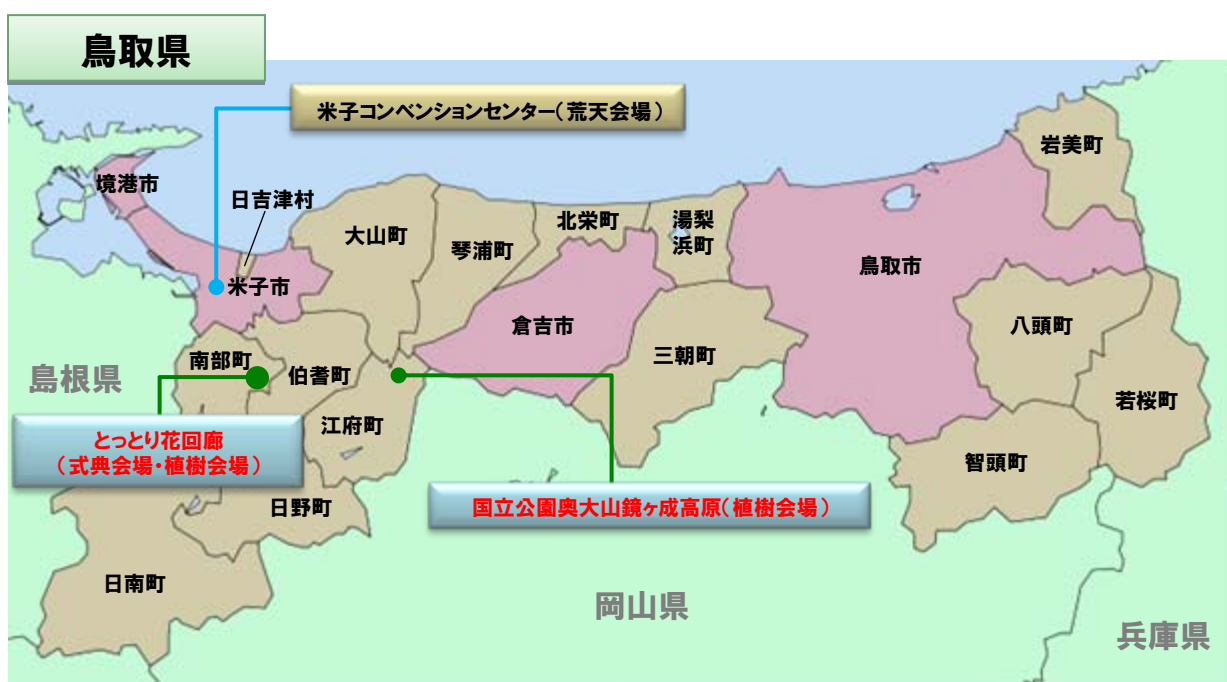 鳥取県
米子コンベンションセンター（荒天会場）
岩美町
境港市
日吉津村
大山町
琴浦町
北栄町
湯梨
浜町
鳥取市
米子市
倉吉市
八頭町
南部町
伯耆町
三朝町
島根県
若桜町
江府町
とっとり花回廊
（式典会場・植樹会場）
智頭町
日野町
国立公園奥大山鏡ヶ成高原（植樹会場）
日南町
岡山県
兵庫県